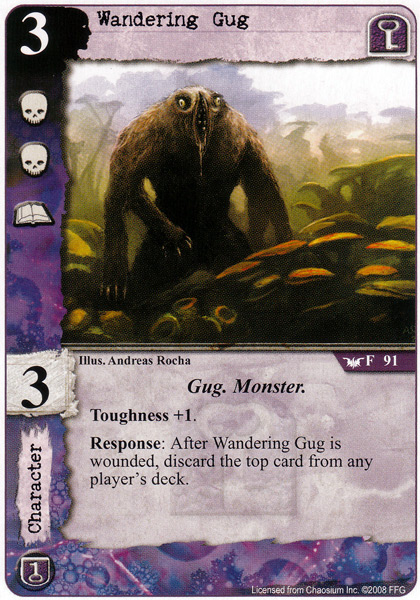 3
Wandering Gug
Illus. Andreas Rocha
F 91
3
Gug. Monster.
Toughness +1.
Response: After Wandering Gug is
wounded, discard the top card from any
player's deck.
Character
1
Licensed from Chaosium Inc. ©2008 FFG